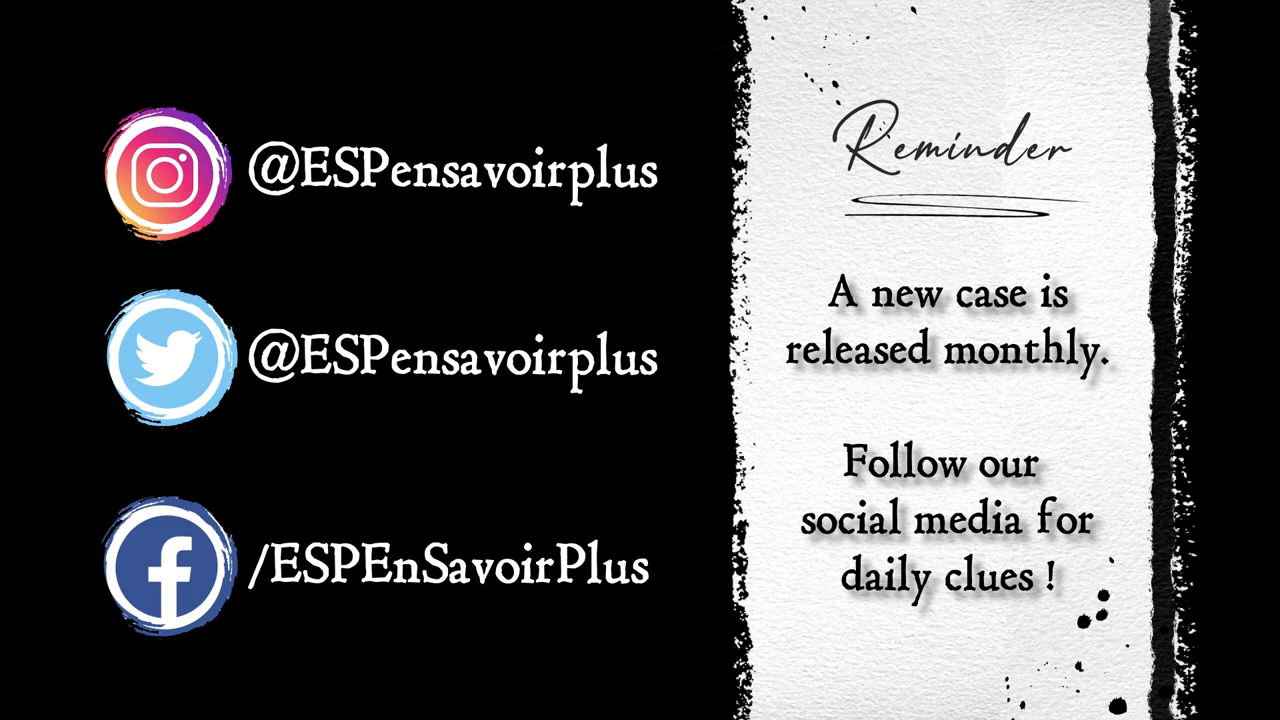 @ESPensavoirplus
@ESPensavoirplus
/ESPEnSavoirPlus
Reminder
A new case is
released monthly.
Follow our
social media for
daily clues !